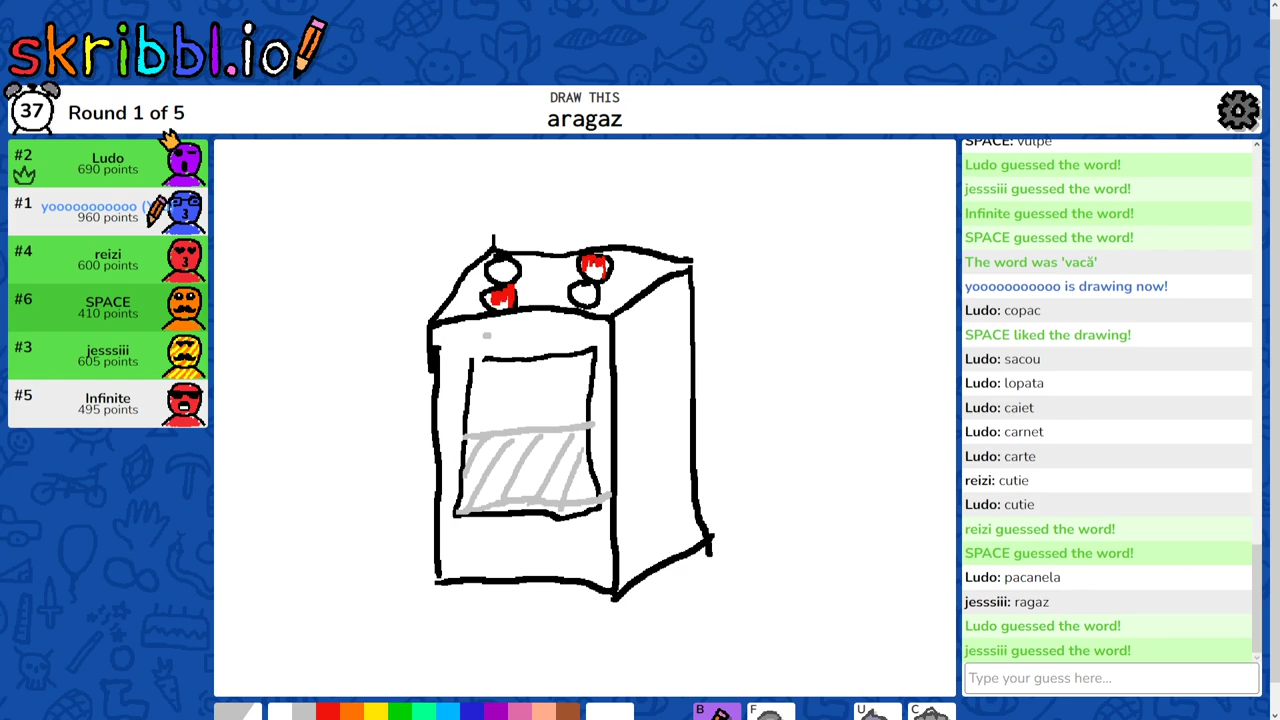 skribbl.io
37
Round 1 of 5
DRAW THIS
aragaz
#2
Ludo
690 points
#1
yooooooooooo (Y
960 points
#4
reizi
600 points
#6
SPACE
410 points
#3
jesssiii
605 points
#5
Infinite
495 points
SPACE: vulpe
Ludo guessed the word!
jesssiii guessed the word!
Infinite guessed the word!
SPACE guessed the word!
The word was 'vacă'
yooooooooooo is drawing now!
Ludo: copac
SPACE liked the drawing!
Ludo: sacou
Ludo: lopata
Ludo: caiet
Ludo: carnet
Ludo: carte
reizi: cutie
Ludo: cutie
reizi guessed the word!
SPACE guessed the word!
Ludo: pacanela
jesssiii: ragaz
Ludo guessed the word!
jesssiii guessed the word!
Type your guess here...
B
F
U
C